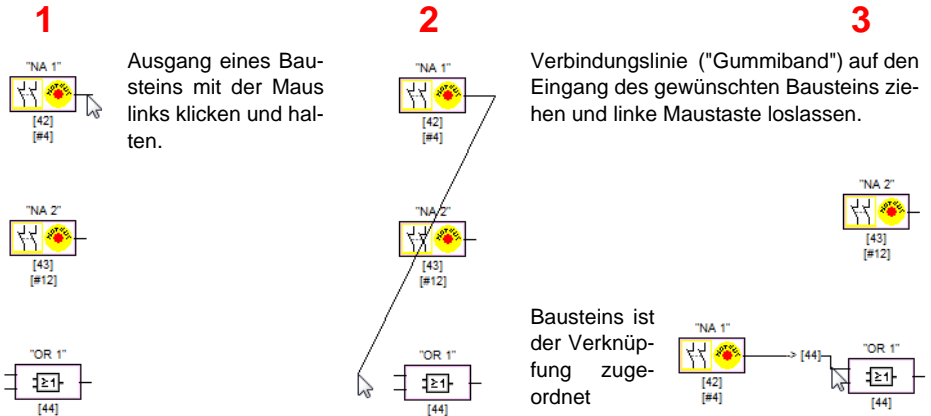 1
"NA 1"
[42]
[#4]
Ausgang eines Bau-
steins mit der Maus
links klicken und hal-
ten.
"NA 2"
[43]
[#12]
"OR 1"
≥1
[44]
2
"NA 1"
[42]
[#4]
"NA 2"
[43]
[#12]
"OR 1"
≥1
[44]
3
Verbindungslinie ("Gummiband") auf den
Eingang des gewünschten Bausteins zie-
hen und linke Maustaste loslassen.
"NA 2"
[43]
[#12]
Bausteins ist
der Verknüp-
fung zuge-
ordnet
"NA 1"
[42]
[#4]
-> [44]
"OR 1"
≥1
[44]